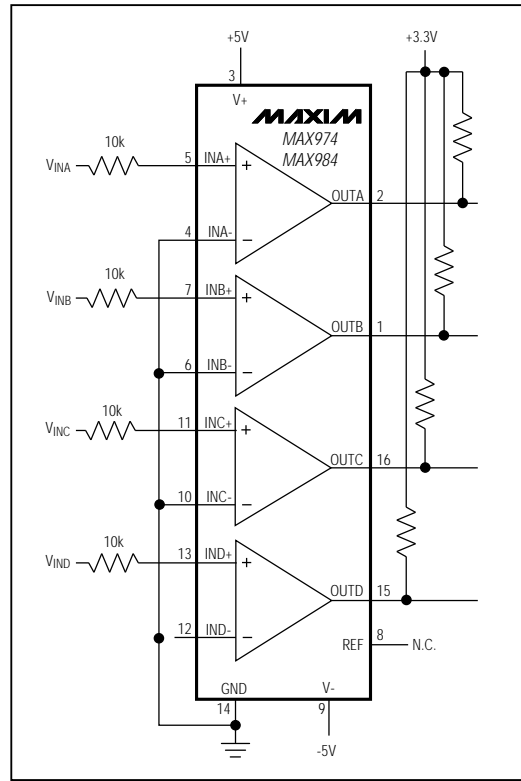 +5V
+3.3V
3
V+
MAXIM
MAX974
MAX984
10k
VINA
5
INA+
+
OUTA
2
4
INA-
−
10k
VINB
7
INB+
+
OUTB
1
6
INB-
−
10k
VINC
11
INC+
+
OUTC
16
10
INC-
−
10k
VIND
13
IND+
+
OUTD
15
12
IND-
−
REF
8
N.C.
GND
V-
14
9
-5V